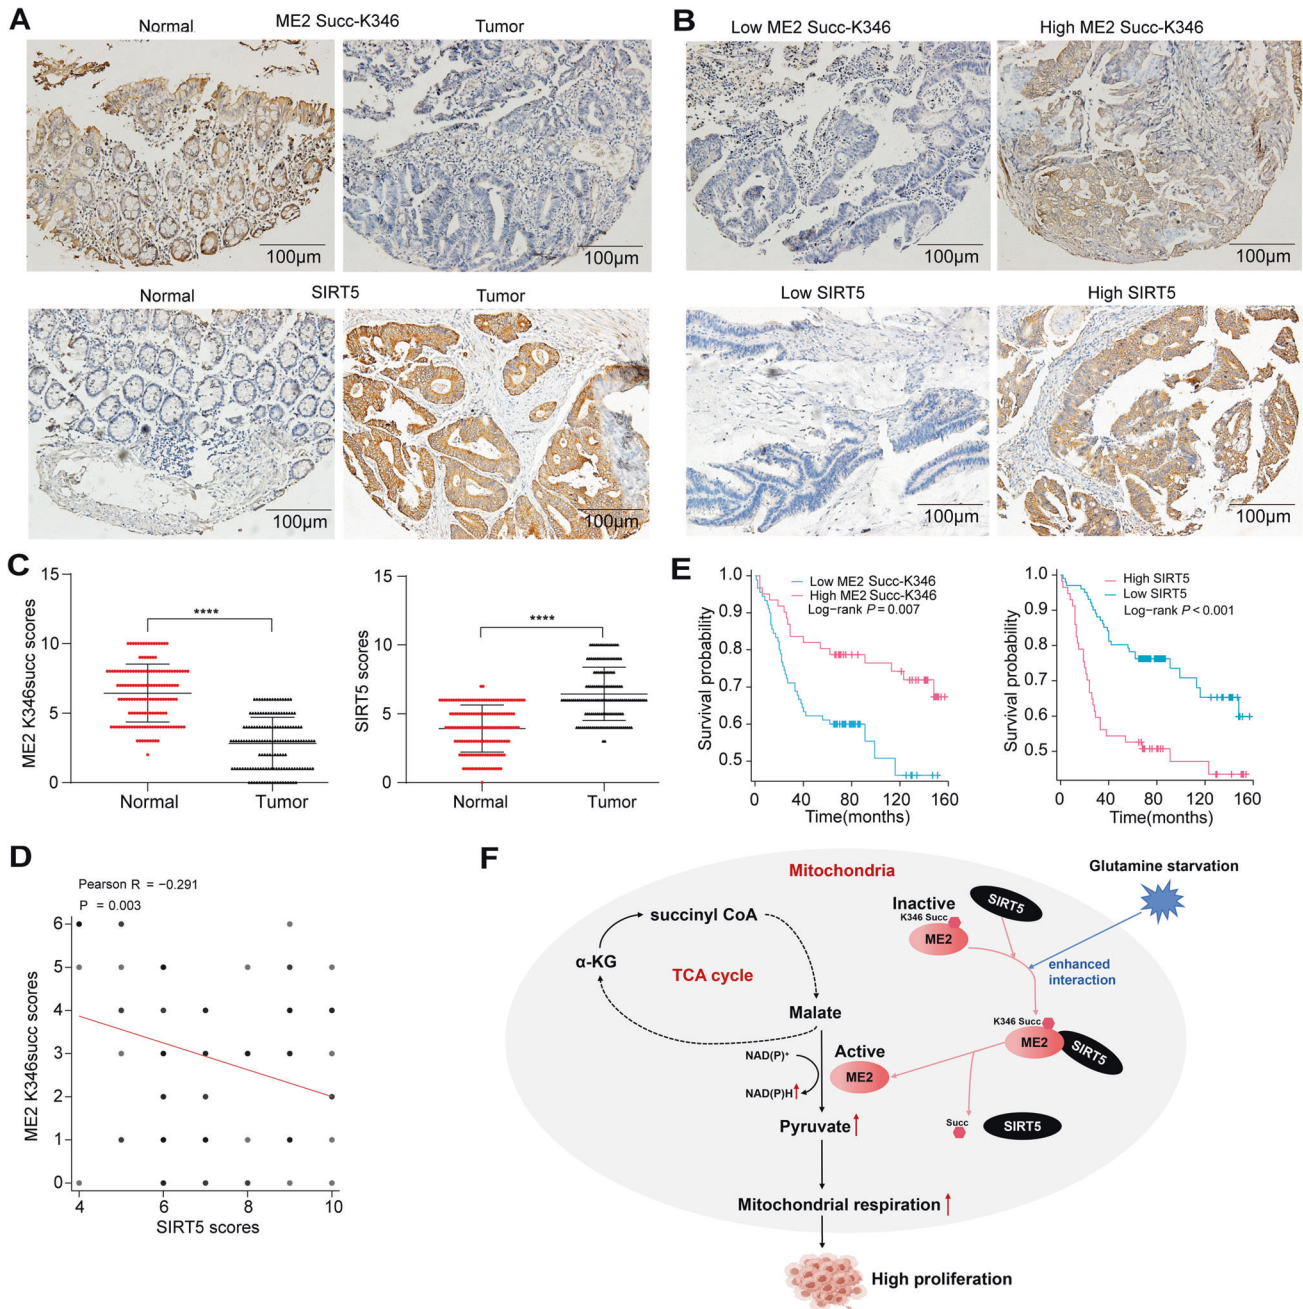 A
Normal
ME2 Succ-K346
Tumor
100μm
100μm
Normal
SIRT5
Tumor
100μm
100μm
B
Low ME2 Succ-K346
High ME2 Succ-K346
100μm
100μm
Low SIRT5
High SIRT5
100μm
100μm
C
ME2 K346succ scores
15
10
5
0
****
Normal
Tumor
SIRT5 scores
15
10
5
0
****
Normal
Tumor
D
Pearson R = −0.291
P = 0.003
ME2 K346succ scores
6
5
4
3
2
1
0
4
6
8
10
SIRT5 scores
E
Survival probability
1.0
0.9
0.8
0.7
0.6
0.5
Low ME2 Succ-K346
High ME2 Succ-K346
Log−rank P = 0.007
0
40
80
120
160
Time(months)
Survival probability
1.0
0.9
0.8
0.7
0.6
0.5
High SIRT5
Low SIRT5
Log−rank P < 0.001
0
40
80
120
160
Time(months)
F
Mitochondria
Glutamine starvation
Inactive
K346 Succ
ME2
SIRT5
succinyl CoA
α-KG
TCA cycle
enhanced
interaction
Malate
K346 Succ
ME2
SIRT5
NAD(P)+
NAD(P)H
Active
ME2
Succ
SIRT5
Pyruvate
Mitochondrial respiration
High proliferation